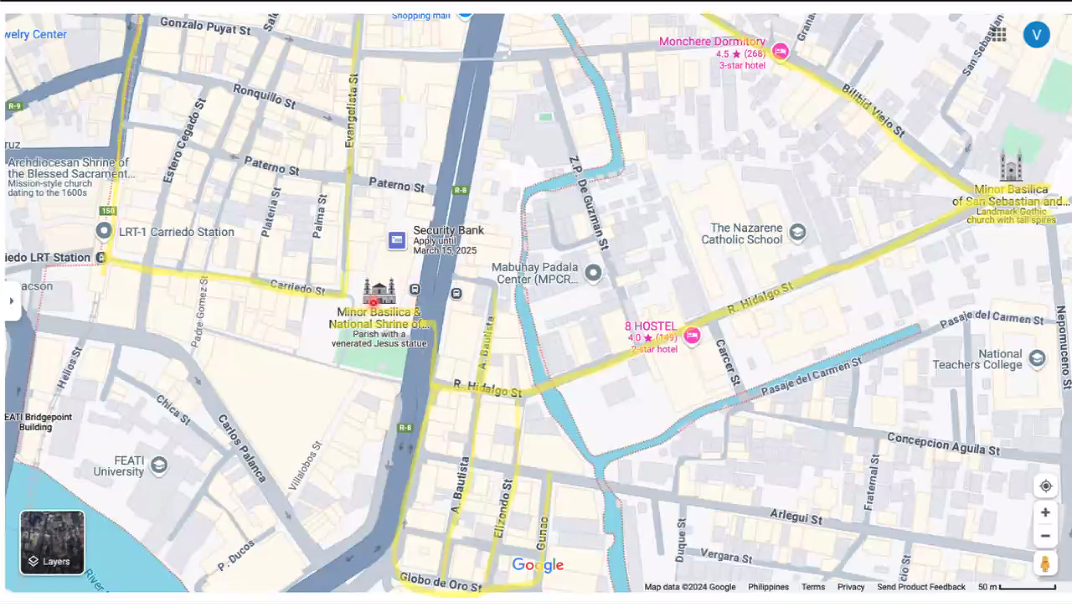 Gonzalo Puyat St
Shopping mall
welry Center
Monchere Dormitory
4.5 ★ (268)
3-star hotel
V
San-Sebastian
R-9
Ronquillo St
Evangelista St
Bilibid Viejo St
Estero Cegado St
ruz
Archdiocesan Shrine of
the Blessed Sacrament...
Mission-style church
dating to the 1600s
Paterno St
Paterno St
R-8
Z.P. De Guzman St
Minor Basilica
of San Sebastian and...
Landmark Gothic
church with tall spires
150
Plateria St
Palma St
LRT-1 Carriedo Station
Security Bank
Apply until
March 15, 2025
The Nazarene
Catholic School
iedo LRT Station
Mabuhay Padala
Center (MPCR...
acson
Carriedo St
Padre Gomez St
Minor Basilica &
National Shrine of...
Parish with a
venerated Jesus statue
R. Hidalgo St
8 HOSTEL
4.0 ★ (149)
2-star hotel
A. Bautista
Pasaje del Carmen St
Nepomuceno St
Helios St
Carcer St
National
Teachers College
Pasaje del Carmen St
R. Hidalgo St
Chica St
FEATI Bridgepoint
Building
Carlos Palanca
R-8
Villalobos St
FEATI
University
Concepcion Aguila St
A. Bautista
Elizondo St
Gunao
Fraternal St
Arlegui St
Duque St
P. Ducos
Vergara St
Layers
Google
Globo de Oro St
River
Map data ©2024 Google Philippines Terms Privacy Send Product Feedback 50 m